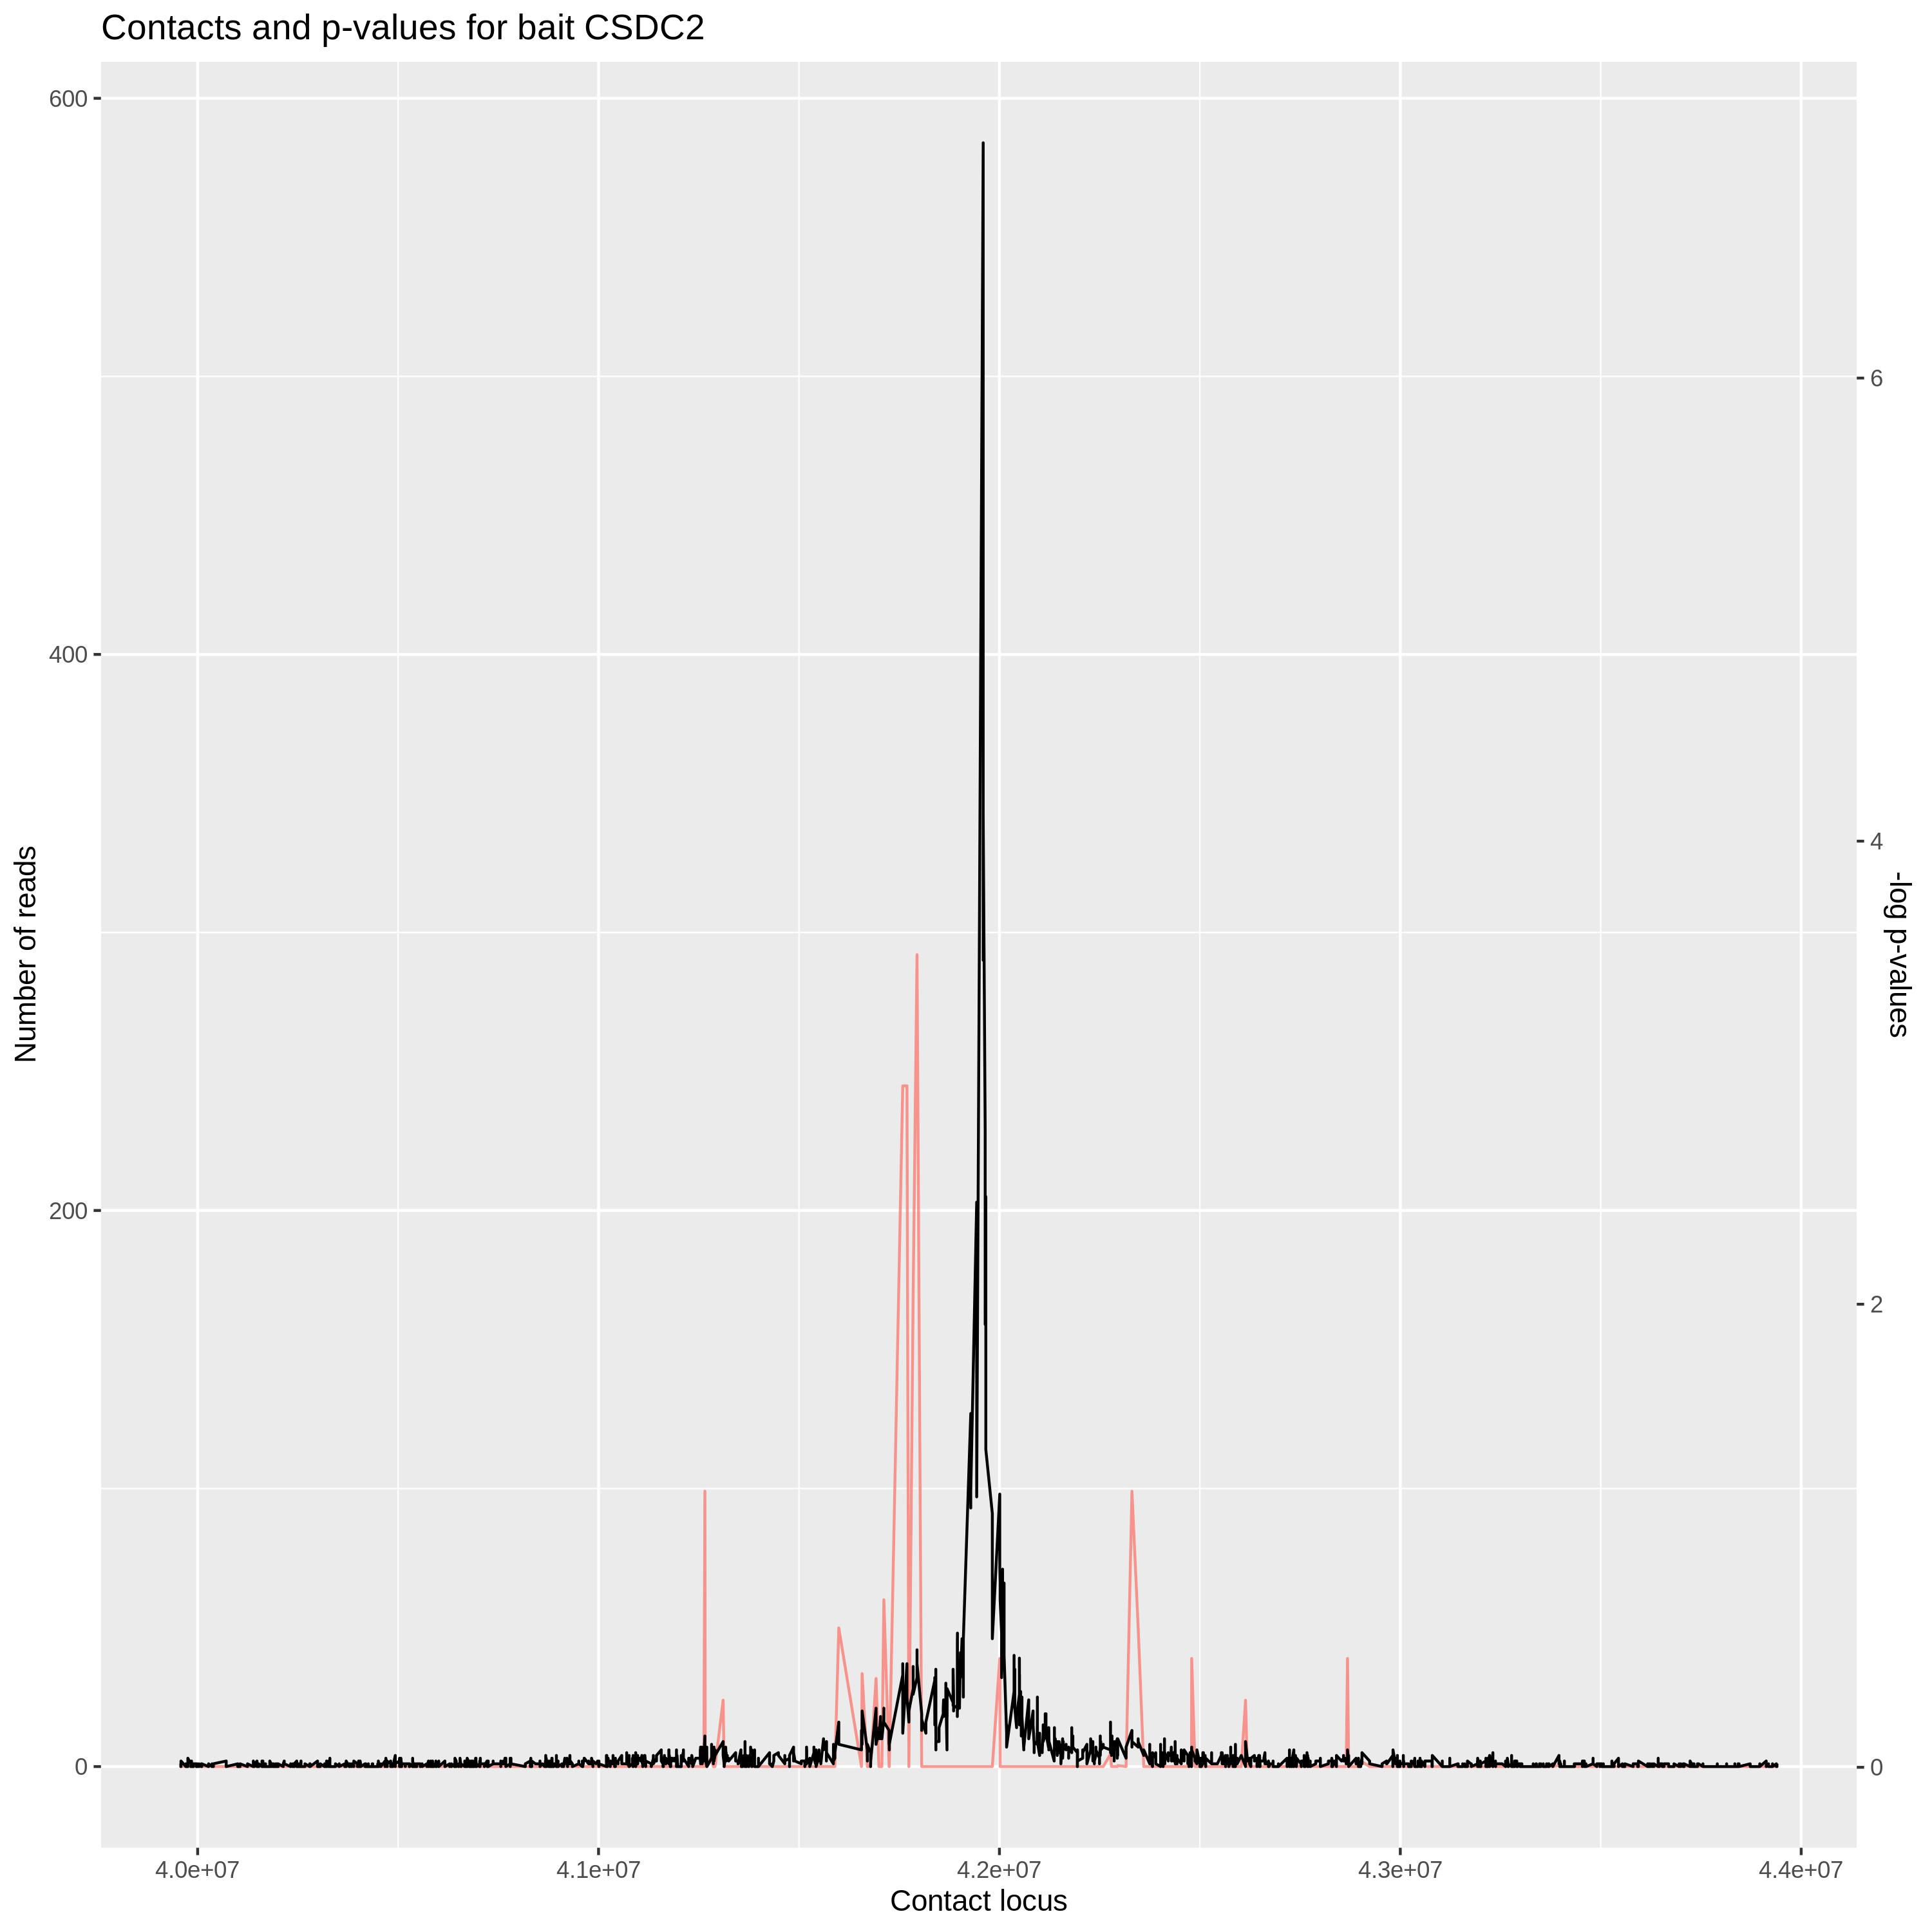 Contacts and p-values for bait CSDC2
600
400
200
0
Number of reads
6
4
2
0
-log p-values
4.0e+07
4.1e+07
4.2e+07
4.3e+07
4.4e+07
Contact locus